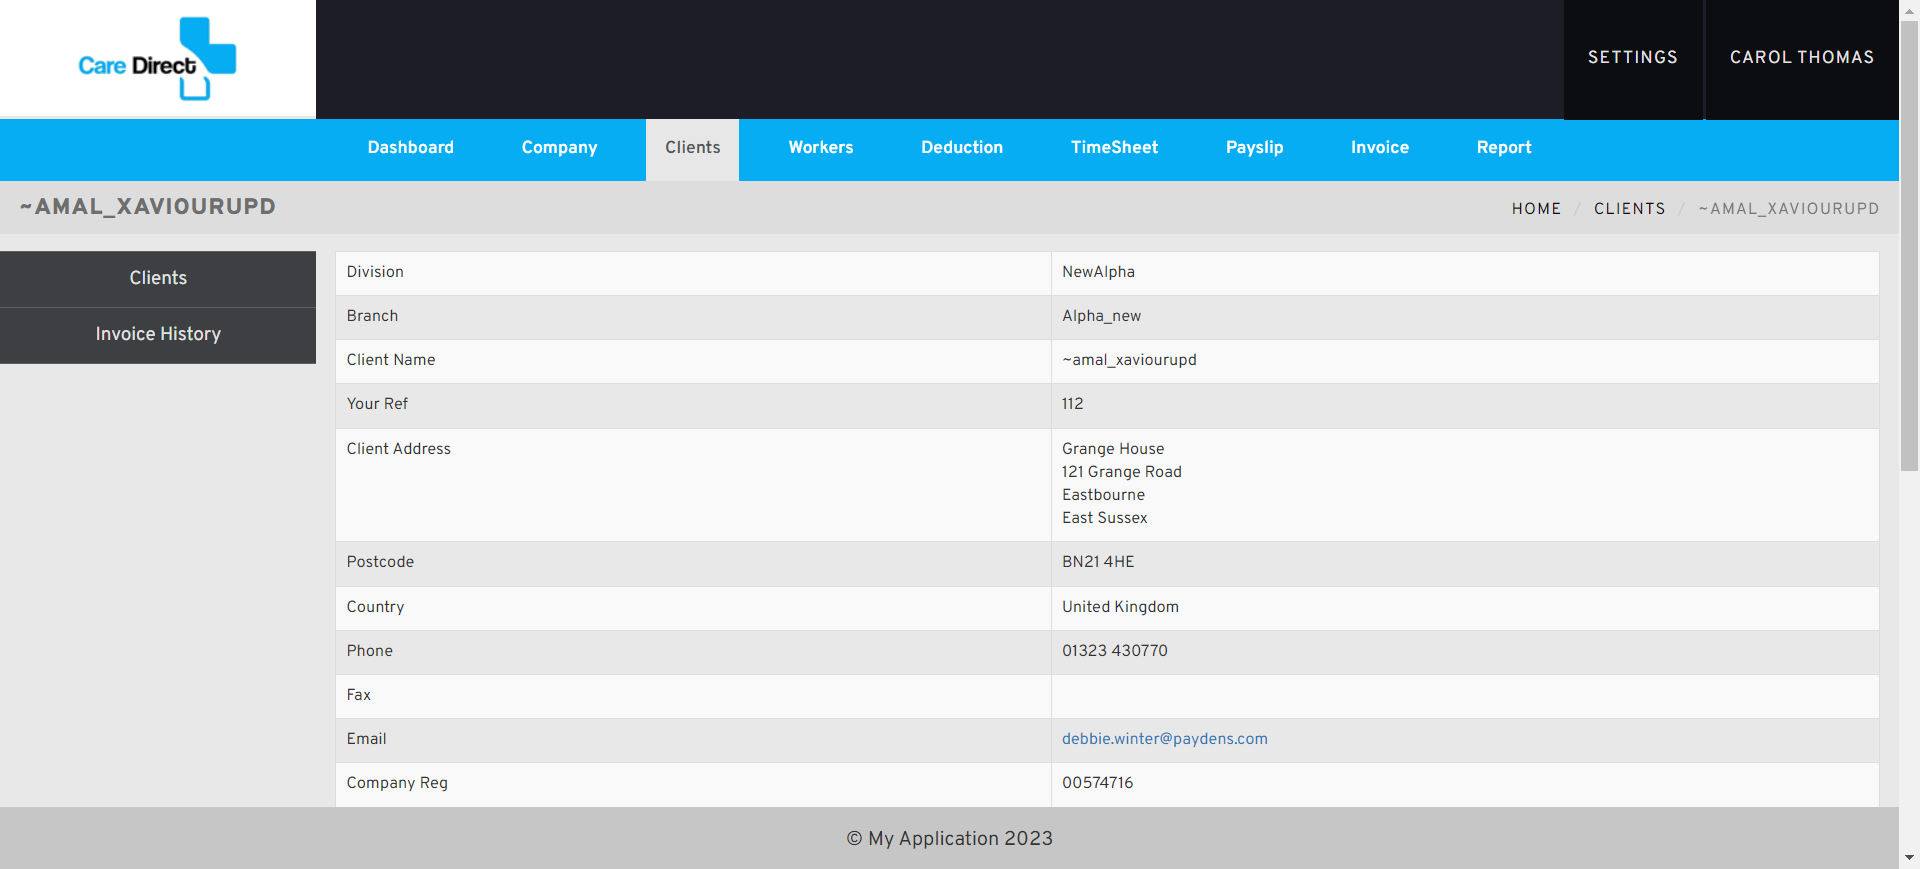 Care Direct
SETTINGS
CAROL THOMAS
Dashboard
Company
Clients
Workers
Deduction
TimeSheet
Payslip
Invoice
Report
~AMAL_XAVIOURUPD
HOME / CLIENTS / ~AMAL_XAVIOURUPD
Clients
Invoice History
Division NewAlpha
Branch Alpha_new
Client Name ~amal_xaviourupd
Your Ref 112
Client Address Grange House
121 Grange Road
Eastbourne
East Sussex
Postcode BN21 4HE
Country United Kingdom
Phone 01323 430770
Fax
Email debbie.winter@paydens.com
Company Reg 00574716
© My Application 2023